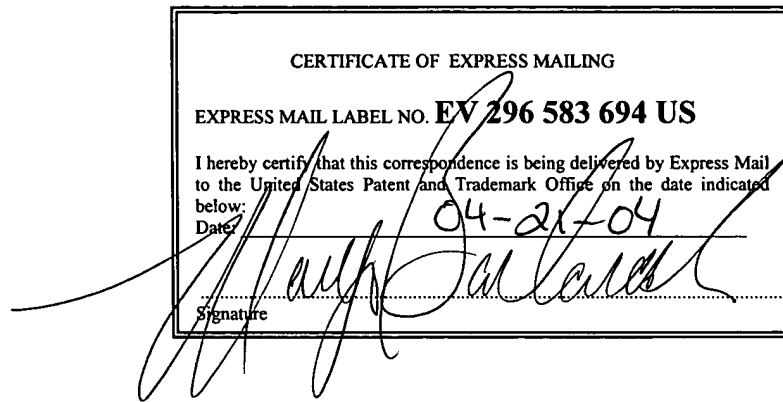 CERTIFICATE OF EXPRESS MAILING
EXPRESS MAIL LABEL NO. EV 296 583 694 US
I hereby certify that this correspondence is being delivered by Express Mail
to the United States Patent and Trademark Office on the date indicated
below:
Date: 04-21-04
Signature